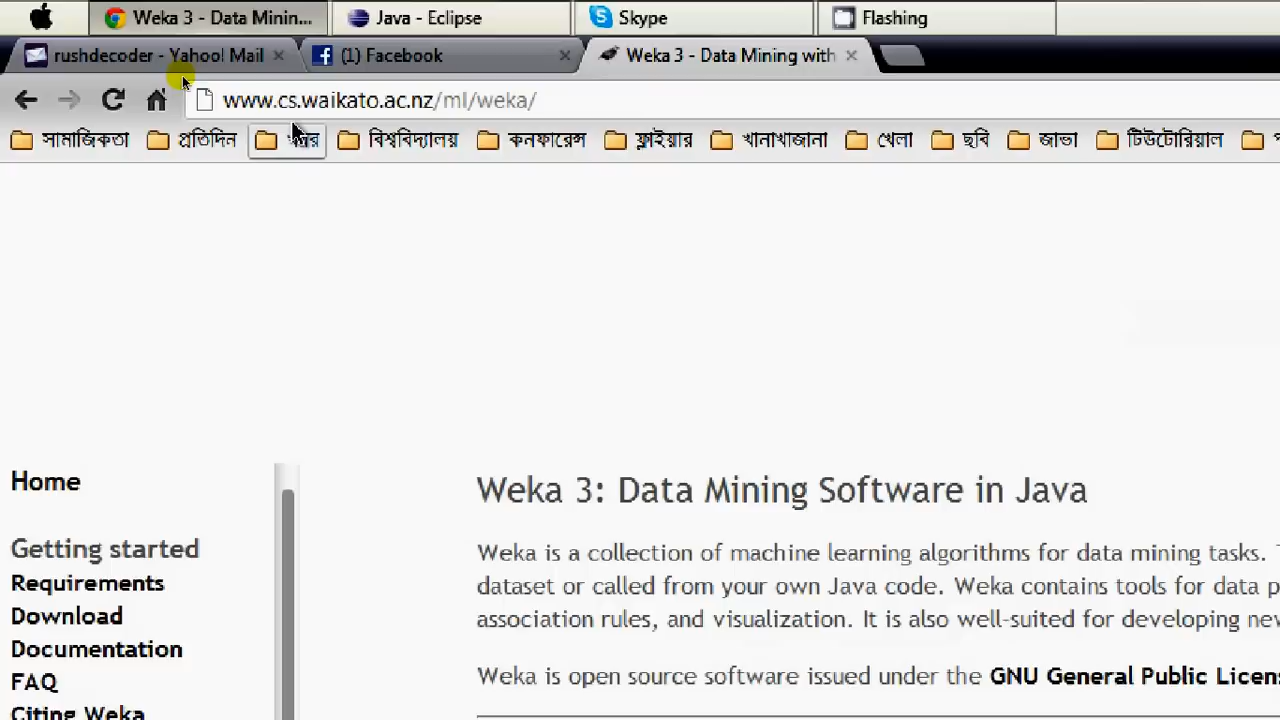 Weka 3 - Data Minin... Java - Eclipse Skype Flashing
rushdecoder - Yahoo! Mail (1) Facebook Weka 3 - Data Mining with
www.cs.waikato.ac.nz/ml/weka/
সামাজিকতা প্রতিদিন বিশ্ববিদ্যালয় কনফারেন্স ফ্লাইয়ার খানাখাজানা খেলা ছবি জাভা টিউটোরিয়াল
Home
Weka 3: Data Mining Software in Java
Getting started
Requirements
Download
Documentation
FAQ
Citing Weka
Weka is a collection of machine learning algorithms for data mining tasks.
dataset or called from your own Java code. Weka contains tools for data p
association rules, and visualization. It is also well-suited for developing ne
Weka is open source software issued under the GNU General Public Licen